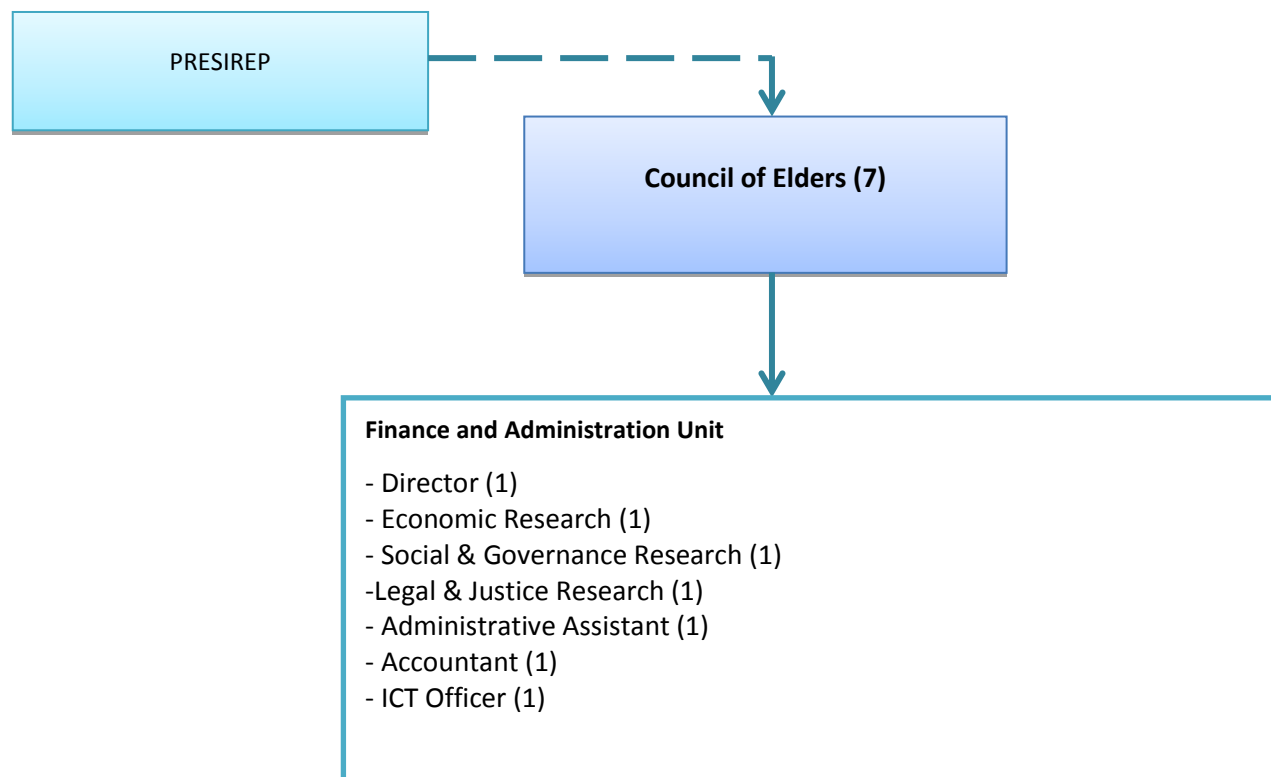 PRESIREP
Council of Elders (7)
Finance and Administration Unit
- Director (1)
- Economic Research (1)
- Social & Governance Research (1)
-Legal & Justice Research (1)
- Administrative Assistant (1)
- Accountant (1)
- ICT Officer (1)